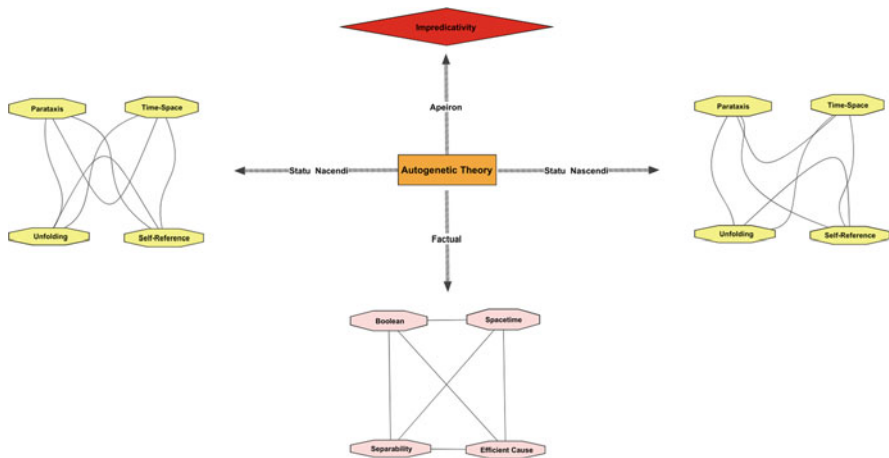 Impredicativity
Apeiron
Parataxis
Time-Space
Parataxis
Time-Space
Statu Nacendi
Autogenetic Theory
Statu Nascendi
Unfolding
Self-Reference
Unfolding
Self-Reference
Factual
Boolean
Spacetime
Separability
Efficient Cause